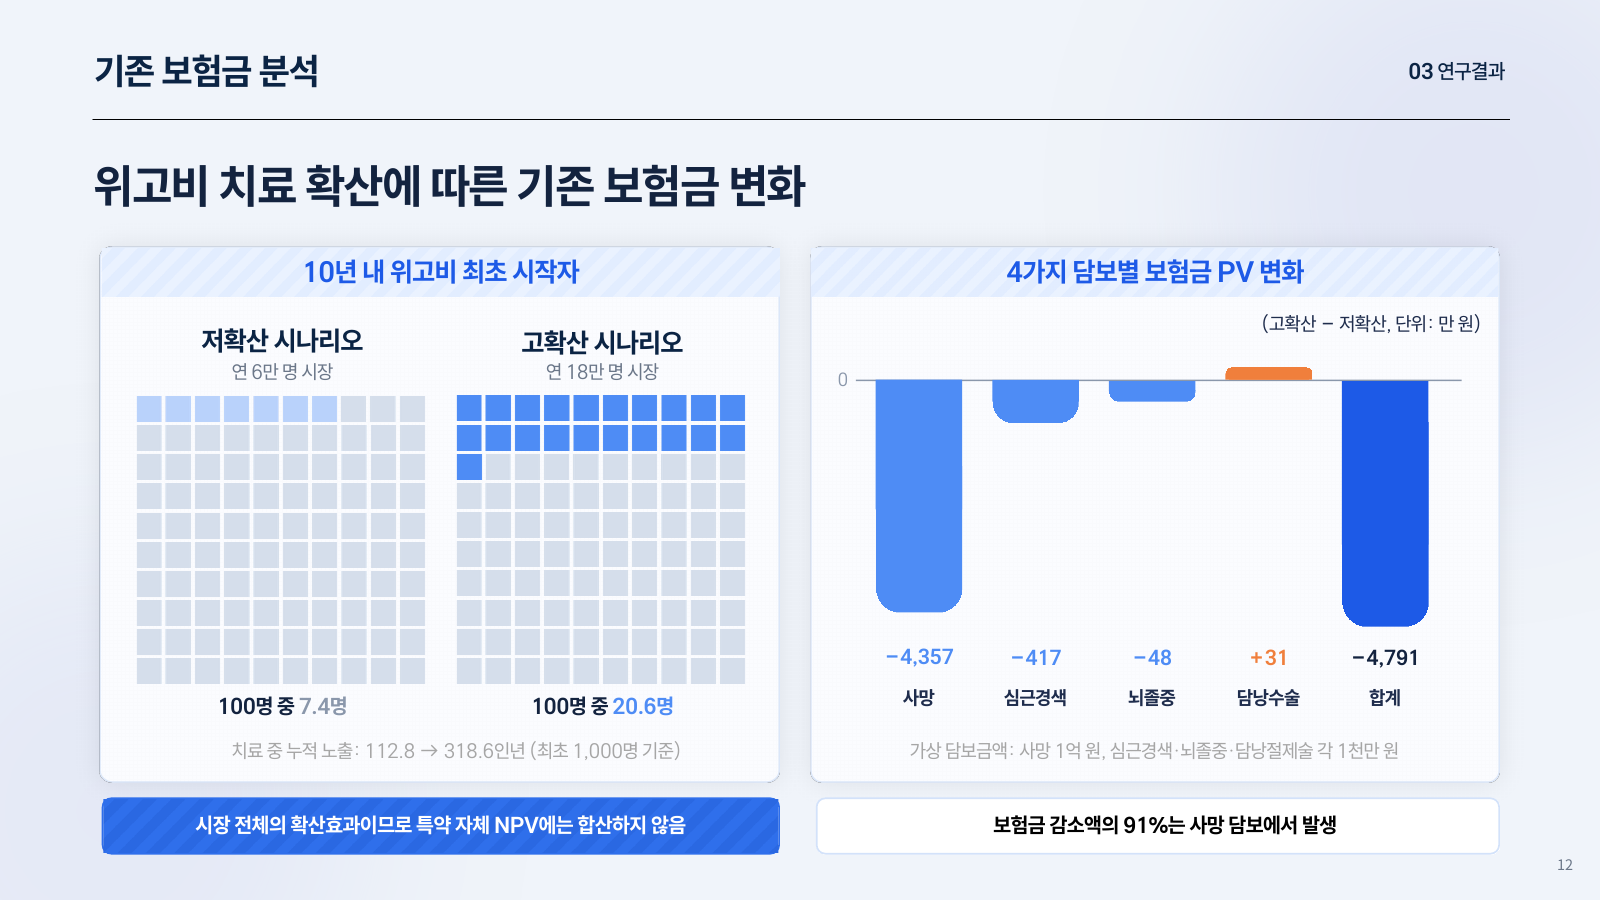 기존 보험금 분석
03 연구결과
위고비 치료 확산에 따른 기존 보험금 변화
10년 내 위고비 최초 시작자
저확산 시나리오
연 6만 명 시장
고확산 시나리오
연 18만 명 시장
100명 중 7.4명
100명 중 20.6명
치료 중 누적 노출: 112.8 → 318.6인년 (최초 1,000명 기준)
시장 전체의 확산효과이므로 특약 자체 NPV에는 합산하지 않음
4가지 담보별 보험금 PV 변화
(고확산 – 저확산, 단위: 만 원)
0
−4,357
−417
−48
+31
−4,791
사망
심근경색
뇌졸중
담낭수술
합계
가상 담보금액: 사망 1억 원, 심근경색·뇌졸중·담낭절제술 각 1천만 원
보험금 감소액의 91%는 사망 담보에서 발생
12